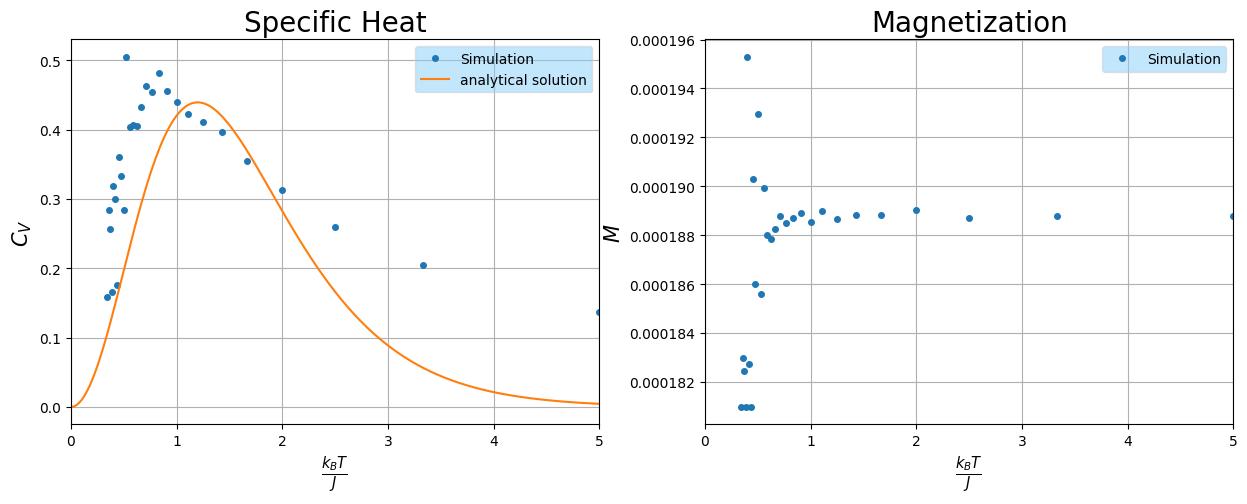 Specific Heat
Simulation
analytical solution
0.5
0.4
0.3
0.2
0.1
0.0
C_V
0 1 2 3 4 5
k_BT
J
Magnetization
Simulation
0.000196
0.000194
0.000192
0.000190
0.000188
0.000186
0.000184
0.000182
M
0 1 2 3 4 5
k_BT
J